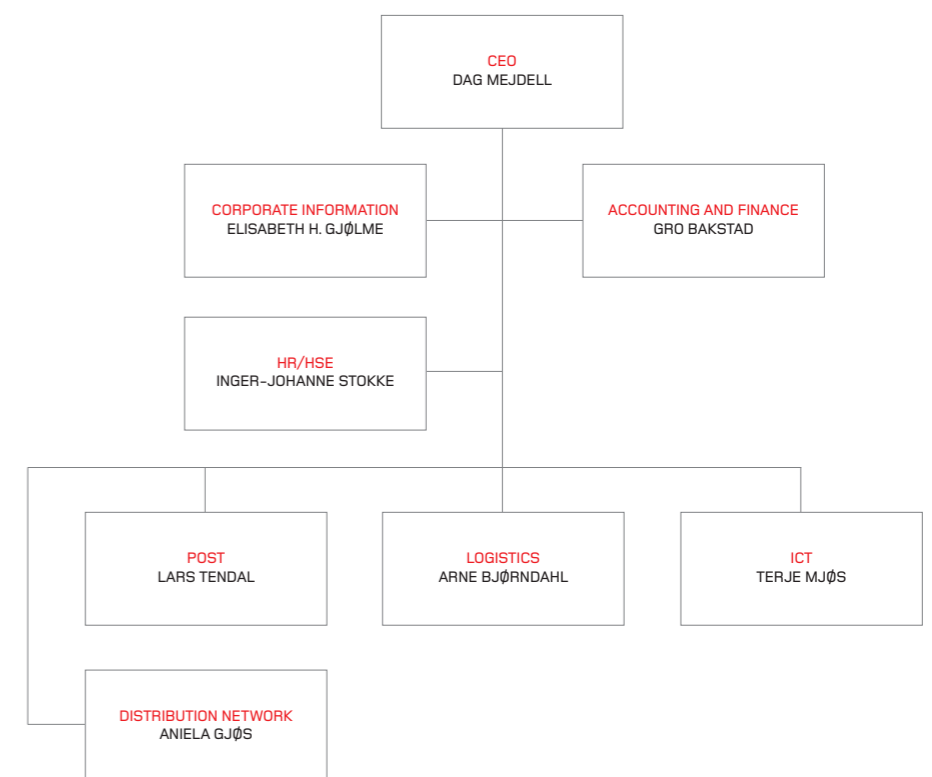 CEO
DAG MEJDELL
CORPORATE INFORMATION
ELISABETH H. GJØLME
ACCOUNTING AND FINANCE
GRO BAKSTAD
HR/HSE
INGER-JOHANNE STOKKE
POST
LARS TENDAL
LOGISTICS
ARNE BJØRNDAHL
ICT
TERJE MJØS
DISTRIBUTION NETWORK
ANIELA GJØS